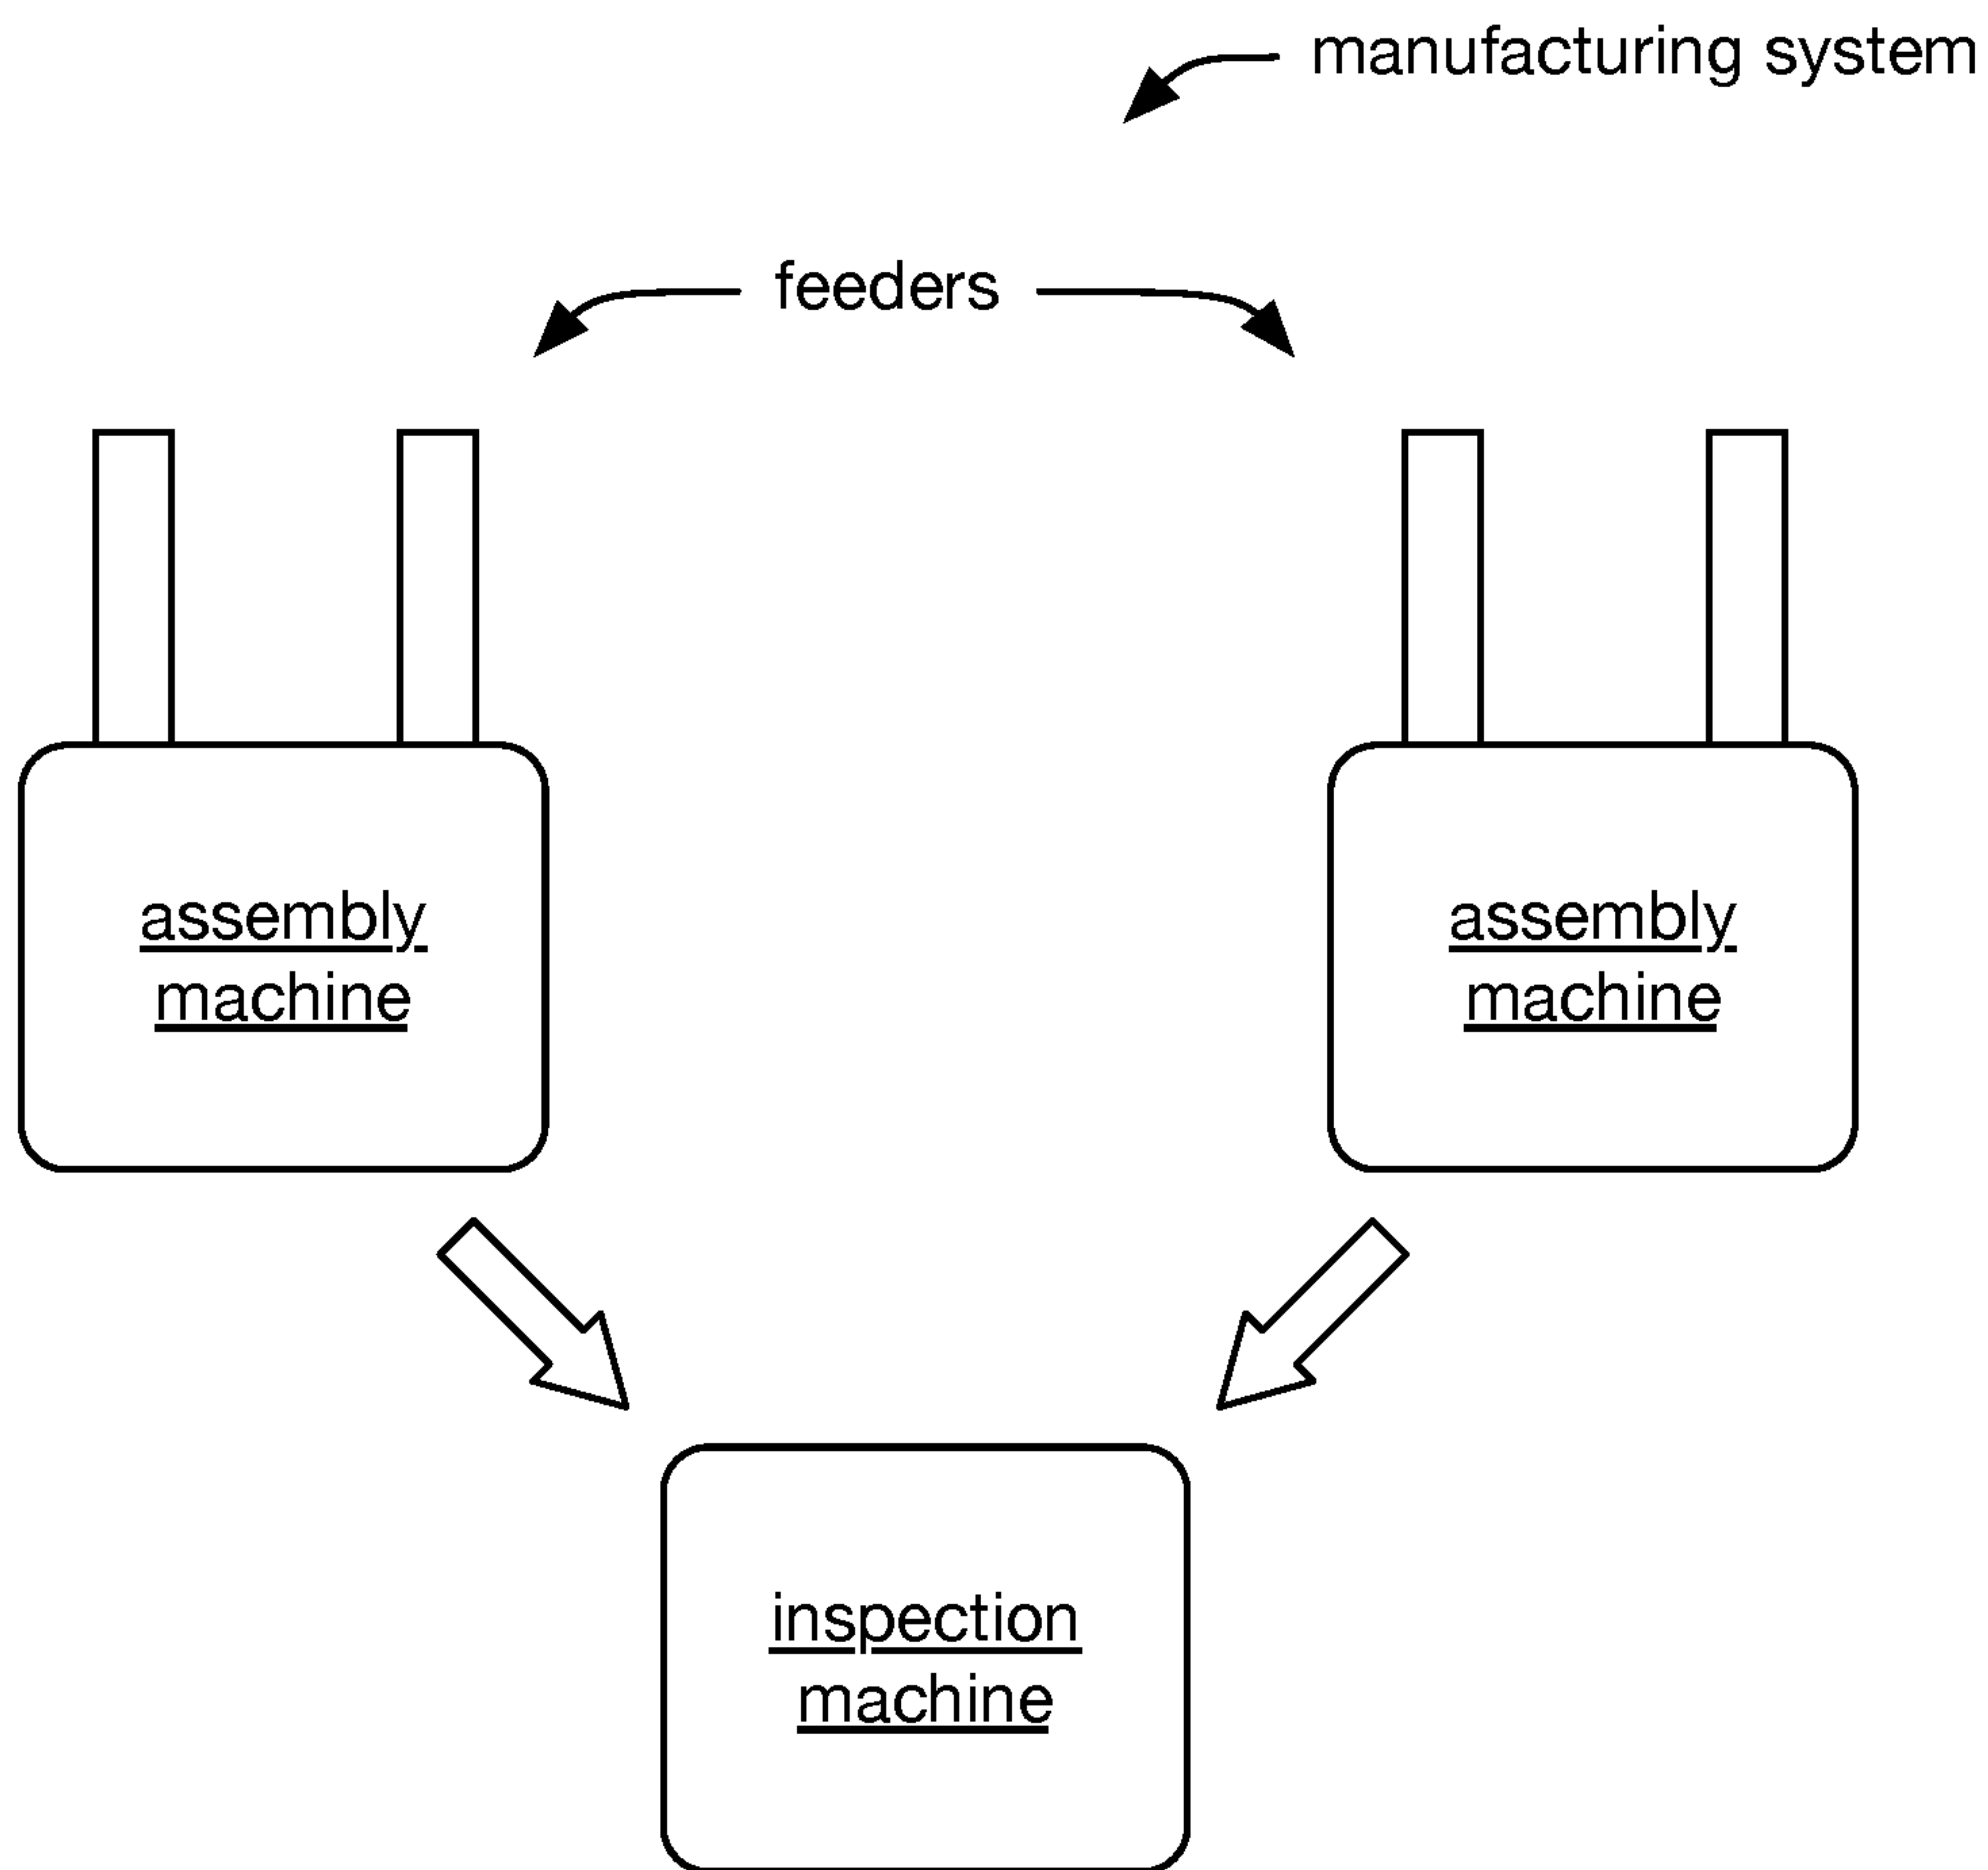 manufacturing system
feeders
assembly
machine
assembly
machine
inspection
machine